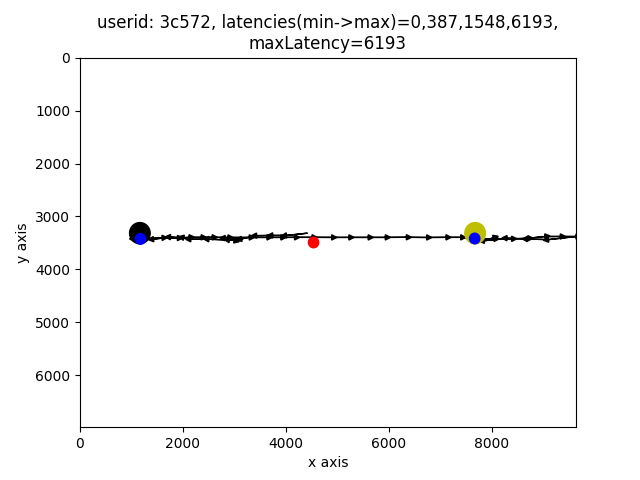 userid: 3c572, latencies(min->max)=0,387,1548,6193,
maxLatency=6193
0
1000
2000
3000
4000
5000
6000
y axis
0 2000 4000 6000 8000
x axis